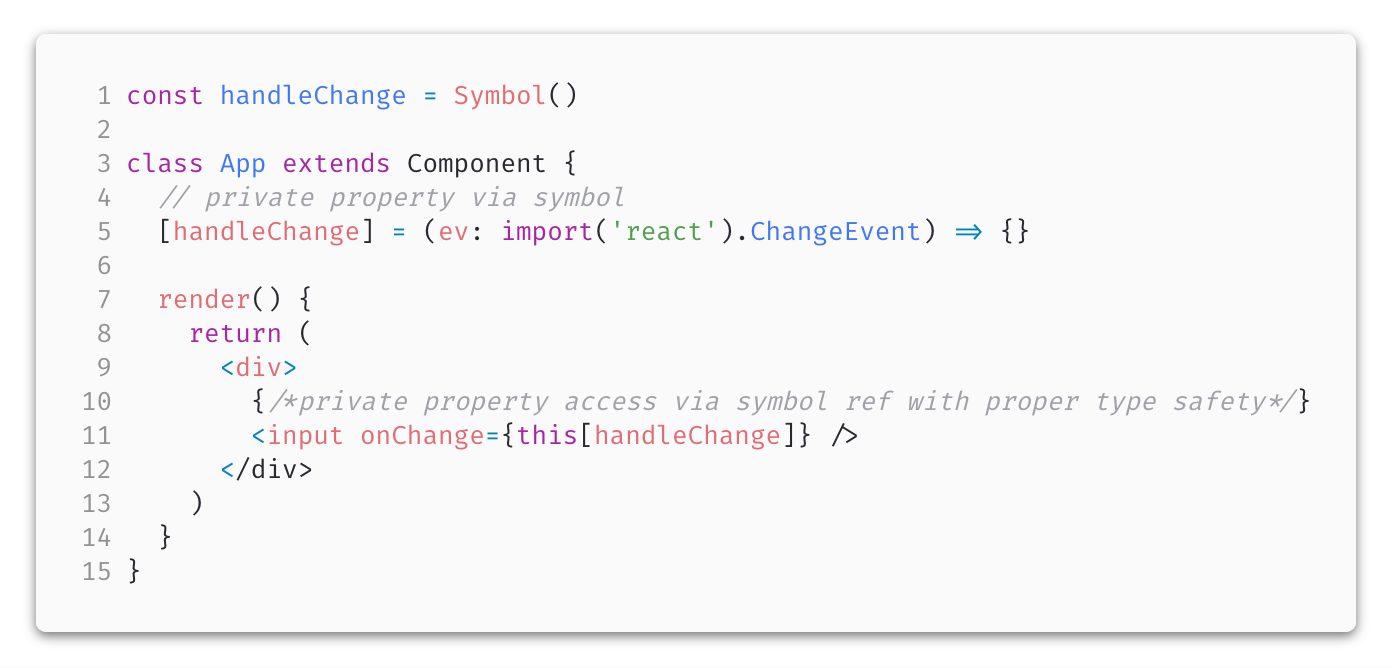 1 const handleChange = Symbol()
2
3 class App extends Component {
4   // private property via symbol
5   [handleChange] = (ev: import('react').ChangeEvent) => {}
6
7   render() {
8     return (
9       <div>
10         {/*private property access via symbol ref with proper type safety*/}
11         <input onChange={this[handleChange]} />
12       </div>
13     )
14   }
15 }